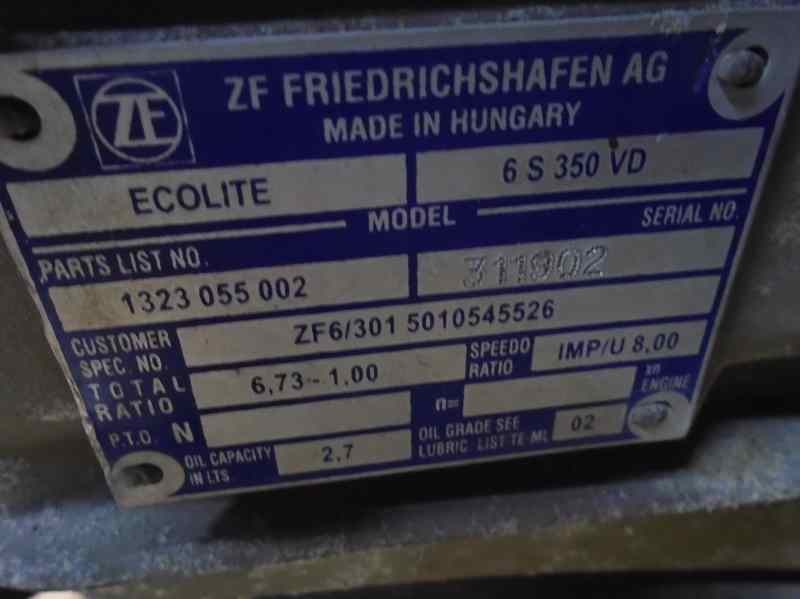 ZF
ZF FRIEDRICHSHAFEN AG
MADE IN HUNGARY
ECOLITE
6 S 350 VD
MODEL
SERIAL NO.
PARTS LIST NO.
1323 055 002
311902
CUSTOMER SPEC. NO.
ZF6/301 5010545526
TOTAL RATIO
6,73 - 1,00
SPEEDO RATIO
IMP/U 8,00
P.T.O. N
n=
xn ENGINE
OIL CAPACITY IN LTS
2,7
OIL GRADE SEE LUBRIC. LIST TE-ML
02